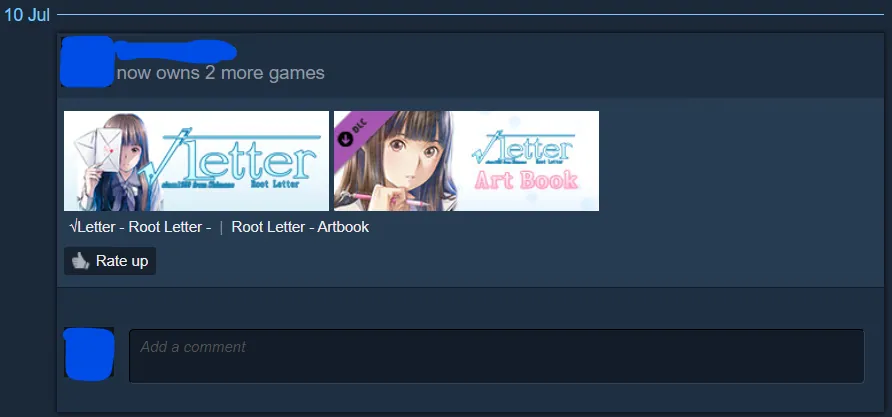 10 Jul
now owns 2 more games
√letter
Root Letter
DLC
√letter
Art Book
√Letter - Root Letter - | Root Letter - Artbook
Rate up
Add a comment